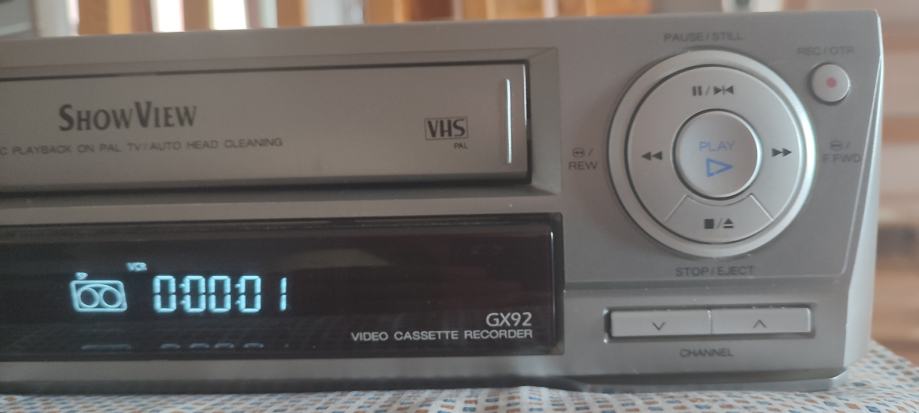 PAUSE / STILL
REC / OTR
SHOWVIEW
C PLAYBACK ON PAL TV / AUTO HEAD CLEANING
VHS
PAL
REW
PLAY
F FWD
STOP / EJECT
VCR
0:00:01
GX92
VIDEO CASSETTE RECORDER
CHANNEL